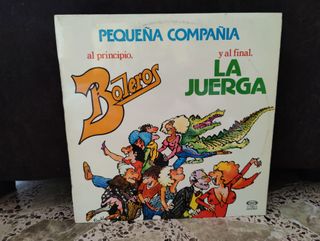 PEQUEÑA COMPAÑIA
al principio.
Boleros
y al final.
LA
JUERGA